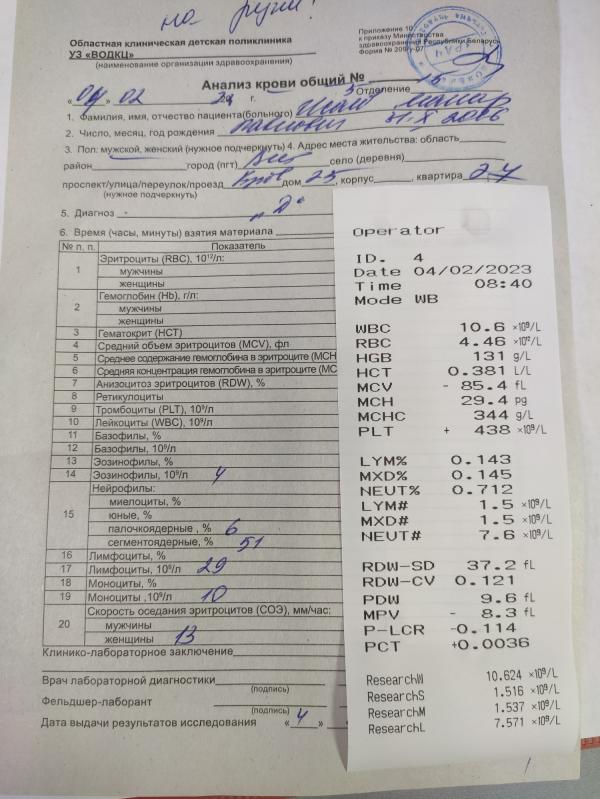 на руки!
Областная клиническая детская поликлиника
УЗ «ВОДКЦ»
(наименование организации здравоохранения)
Приложение 10
к приказу Министерства
здравоохранения Республики Беларусь
Форма №
Анализ крови общий №
« 04 » 02 г. Отделение
1. Фамилия, имя, отчество пациента(больного)
2. Число, месяц, год рождения
3. Пол: мужской, женский (нужное подчеркнуть) 4. Адрес места жительства: область
район город (пгт) село (деревня)
проспект/улица/переулок/проезд дом 25, корпус , квартира
(нужное подчеркнуть)
5. Диагноз „Д"
6. Время (часы, минуты) взятия материала
№ п. п. Показатель
1 Эритроциты (RBC), 10¹²/л:
мужчины
женщины
2 Гемоглобин (Hb), г/л:
мужчины
женщины
3 Гематокрит (HCT)
4 Средний объем эритроцитов (MCV), фл
5 Среднее содержание гемоглобина в эритроците (MCH
6 Средняя концентрация гемоглобина в эритроците (MC
7 Анизоцитоз эритроцитов (RDW), %
8 Ретикулоциты
9 Тромбоциты (PLT), 10⁹/л
10 Лейкоциты (WBC), 10⁹/л
11 Базофилы, %
12 Базофилы, 10⁹/л
13 Эозинофилы, %
14 Эозинофилы, 10⁹/л 4
15 Нейрофилы:
миелоциты, %
юные, %
палочкоядерные , % 6
сегментоядерные, % 51
16 Лимфоциты, %
17 Лимфоциты, 10⁹/л 29
18 Моноциты, %
19 Моноциты ,10⁹/л 10
20 Скорость оседания эритроцитов (СОЭ), мм/час:
мужчины
женщины 13
Клинико-лабораторное заключение
Врач лабораторной диагностики
(подпись)
Фельдшер-лаборант
(подпись)
Дата выдачи результатов исследования « 4 »
Operator
ID. 4
Date 04/02/2023
Time 08:40
Mode WB
WBC 10.6 ×10⁹/L
RBC 4.46 ×10¹²/L
HGB 131 g/L
HCT 0.381 L/L
MCV - 85.4 fL
MCH 29.4 pg
MCHC 344 g/L
PLT + 438 ×10⁹/L
LYM% 0.143
MXD% 0.145
NEUT% 0.712
LYM# 1.5 ×10⁹/L
MXD# 1.5 ×10⁹/L
NEUT# 7.6 ×10⁹/L
RDW-SD 37.2 fL
RDW-CV 0.121
PDW 9.6 fL
MPV - 8.3 fL
P-LCR -0.114
PCT +0.0036
ResearchW 10.624 ×10⁹/L
ResearchS 1.516 ×10⁹/L
ResearchM 1.537 ×10⁹/L
ResearchL 7.571 ×10⁹/L